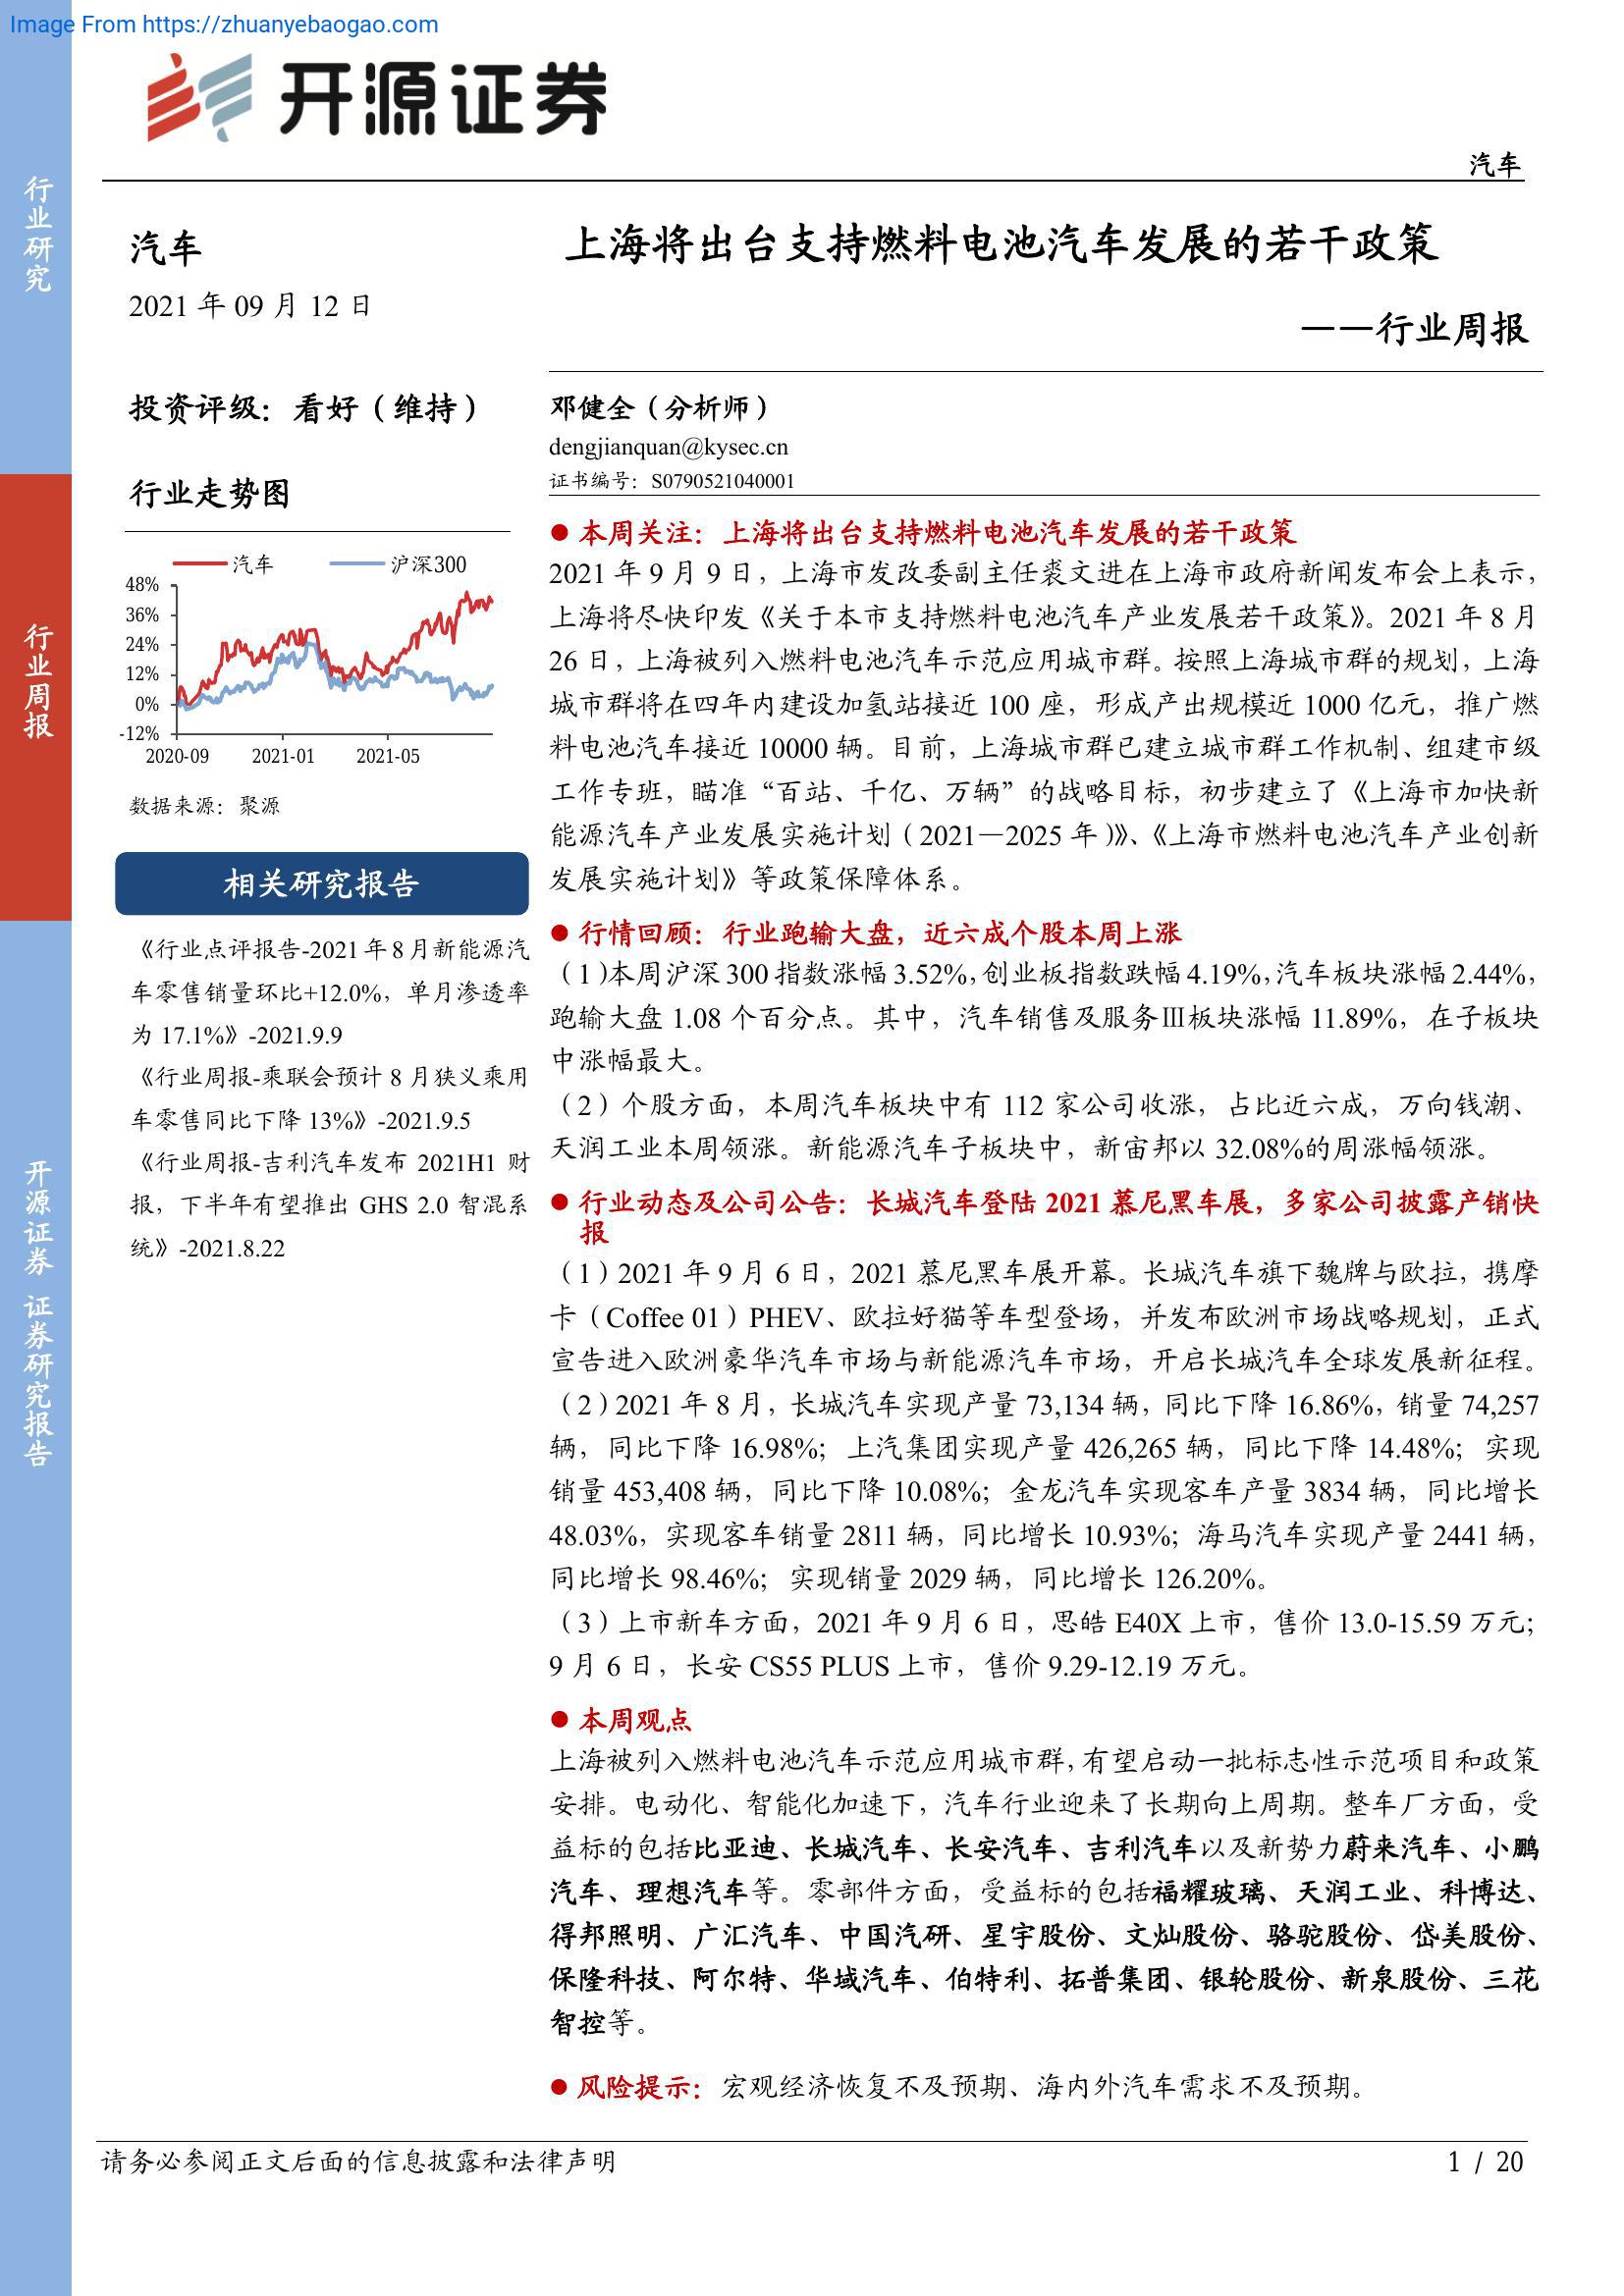 Image From https://zhuanyebaogao.com
开源证券
汽车
行业研究
行业周报
开源证券 证券研究报告
汽车
2021 年 09 月 12 日
投资评级：看好（维持）
行业走势图
汽车
沪深300
48%
36%
24%
12%
0%
-12%
2020-09
2021-01
2021-05
数据来源：聚源
相关研究报告
《行业点评报告-2021 年 8 月新能源汽
车零售销量环比+12.0%，单月渗透率
为 17.1%》-2021.9.9
《行业周报-乘联会预计 8 月狭义乘用
车零售同比下降 13%》-2021.9.5
《行业周报-吉利汽车发布 2021H1 财
报，下半年有望推出 GHS 2.0 智混系
统》-2021.8.22
上海将出台支持燃料电池汽车发展的若干政策
——行业周报
邓健全（分析师）
dengjianquan@kysec.cn
证书编号：S0790521040001
● 本周关注：上海将出台支持燃料电池汽车发展的若干政策
2021 年 9 月 9 日，上海市发改委副主任裘文进在上海市政府新闻发布会上表示，
上海将尽快印发《关于本市支持燃料电池汽车产业发展若干政策》。2021 年 8 月
26 日，上海被列入燃料电池汽车示范应用城市群。按照上海城市群的规划，上海
城市群将在四年内建设加氢站接近 100 座，形成产出规模近 1000 亿元，推广燃
料电池汽车接近 10000 辆。目前，上海城市群已建立城市群工作机制、组建市级
工作专班，瞄准“百站、千亿、万辆”的战略目标，初步建立了《上海市加快新
能源汽车产业发展实施计划（2021—2025 年）》、《上海市燃料电池汽车产业创新
发展实施计划》等政策保障体系。
● 行情回顾：行业跑输大盘，近六成个股本周上涨
（1）本周沪深 300 指数涨幅 3.52%，创业板指数跌幅 4.19%，汽车板块涨幅 2.44%，
跑输大盘 1.08 个百分点。其中，汽车销售及服务Ⅲ板块涨幅 11.89%，在子板块
中涨幅最大。
（2）个股方面，本周汽车板块中有 112 家公司收涨，占比近六成，万向钱潮、
天润工业本周领涨。新能源汽车子板块中，新宙邦以 32.08%的周涨幅领涨。
● 行业动态及公司公告：长城汽车登陆 2021 慕尼黑车展，多家公司披露产销快
报
（1）2021 年 9 月 6 日，2021 慕尼黑车展开幕。长城汽车旗下魏牌与欧拉，携摩
卡（Coffee 01）PHEV、欧拉好猫等车型登场，并发布欧洲市场战略规划，正式
宣告进入欧洲豪华汽车市场与新能源汽车市场，开启长城汽车全球发展新征程。
（2）2021 年 8 月，长城汽车实现产量 73,134 辆，同比下降 16.86%，销量 74,257
辆，同比下降 16.98%；上汽集团实现产量 426,265 辆，同比下降 14.48%；实现
销量 453,408 辆，同比下降 10.08%；金龙汽车实现客车产量 3834 辆，同比增长
48.03%，实现客车销量 2811 辆，同比增长 10.93%；海马汽车实现产量 2441 辆，
同比增长 98.46%；实现销量 2029 辆，同比增长 126.20%。
（3）上市新车方面，2021 年 9 月 6 日，思皓 E40X 上市，售价 13.0-15.59 万元；
9 月 6 日，长安 CS55 PLUS 上市，售价 9.29-12.19 万元。
● 本周观点
上海被列入燃料电池汽车示范应用城市群，有望启动一批标志性示范项目和政策
安排。电动化、智能化加速下，汽车行业迎来了长期向上周期。整车厂方面，受
益标的包括比亚迪、长城汽车、长安汽车、吉利汽车以及新势力蔚来汽车、小鹏
汽车、理想汽车等。零部件方面，受益标的包括福耀玻璃、天润工业、科博达、
得邦照明、广汇汽车、中国汽研、星宇股份、文灿股份、骆驼股份、岱美股份、
保隆科技、阿尔特、华域汽车、伯特利、拓普集团、银轮股份、新泉股份、三花
智控等。
● 风险提示：宏观经济恢复不及预期、海内外汽车需求不及预期。
请务必参阅正文后面的信息披露和法律声明
1 / 20